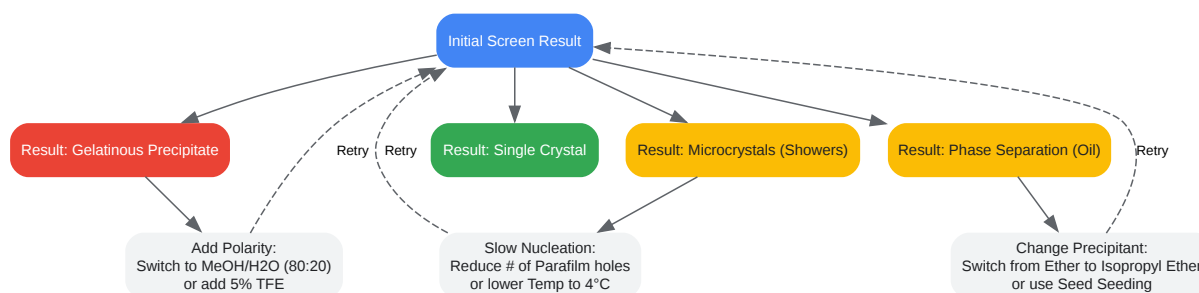 Initial Screen Result
Result: Gelatinous Precipitate
Retry
Retry
Result: Single Crystal
Result: Microcrystals (Showers)
Result: Phase Separation (Oil)
Retry
Add Polarity:
Switch to MeOH/H2O (80:20)
or add 5% TFE
Slow Nucleation:
Reduce # of Parafilm holes
or lower Temp to 4°C
Change Precipitant:
Switch from Ether to Isopropyl Ether
or use Seed Seeding